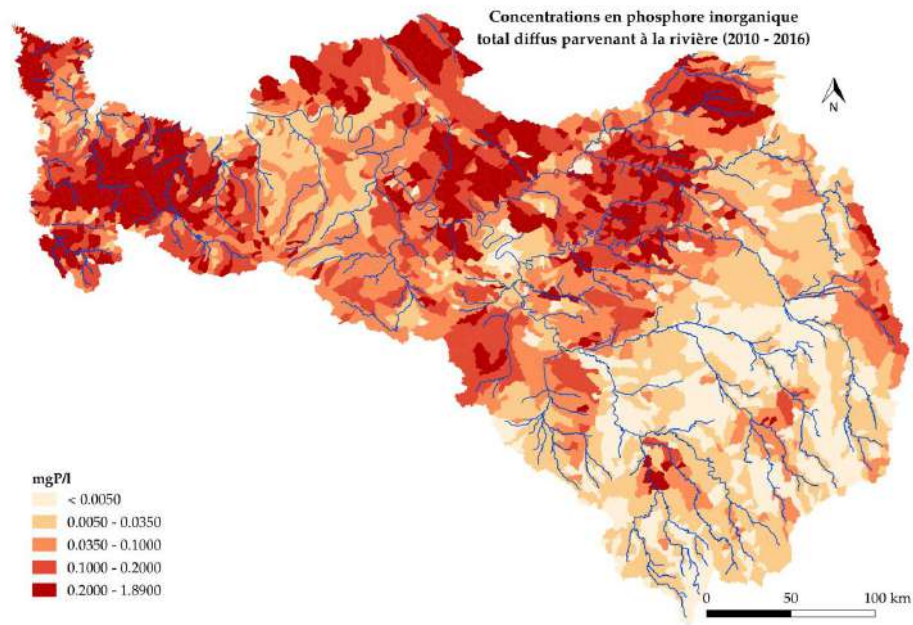 Concentrations en phosphore inorganique
total diffus parvenant à la rivière (2010 - 2016)
N
mgP/l
< 0.0050
0.0050 - 0.0350
0.0350 - 0.1000
0.1000 - 0.2000
0.2000 - 1.8900
0 50 100 km